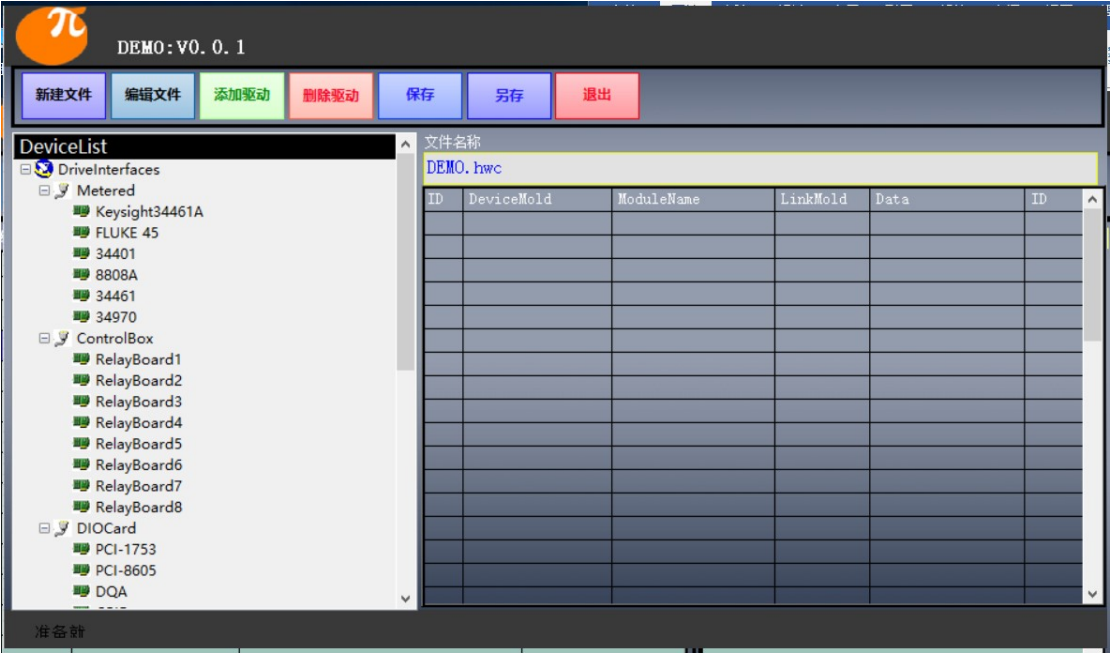 π
DEMO:V0.0.1
新建文件 编辑文件 添加驱动 删除驱动 保存 另存 退出
DeviceList
DriveInterfaces
Metered
Keysight34461A
FLUKE 45
34401
8808A
34461
34970
ControlBox
RelayBoard1
RelayBoard2
RelayBoard3
RelayBoard4
RelayBoard5
RelayBoard6
RelayBoard7
RelayBoard8
DIOCard
PCI-1753
PCI-8605
DQA
文件名称
DEMO.hwc
ID DeviceMold ModuleName LinkMold Data ID
准备就